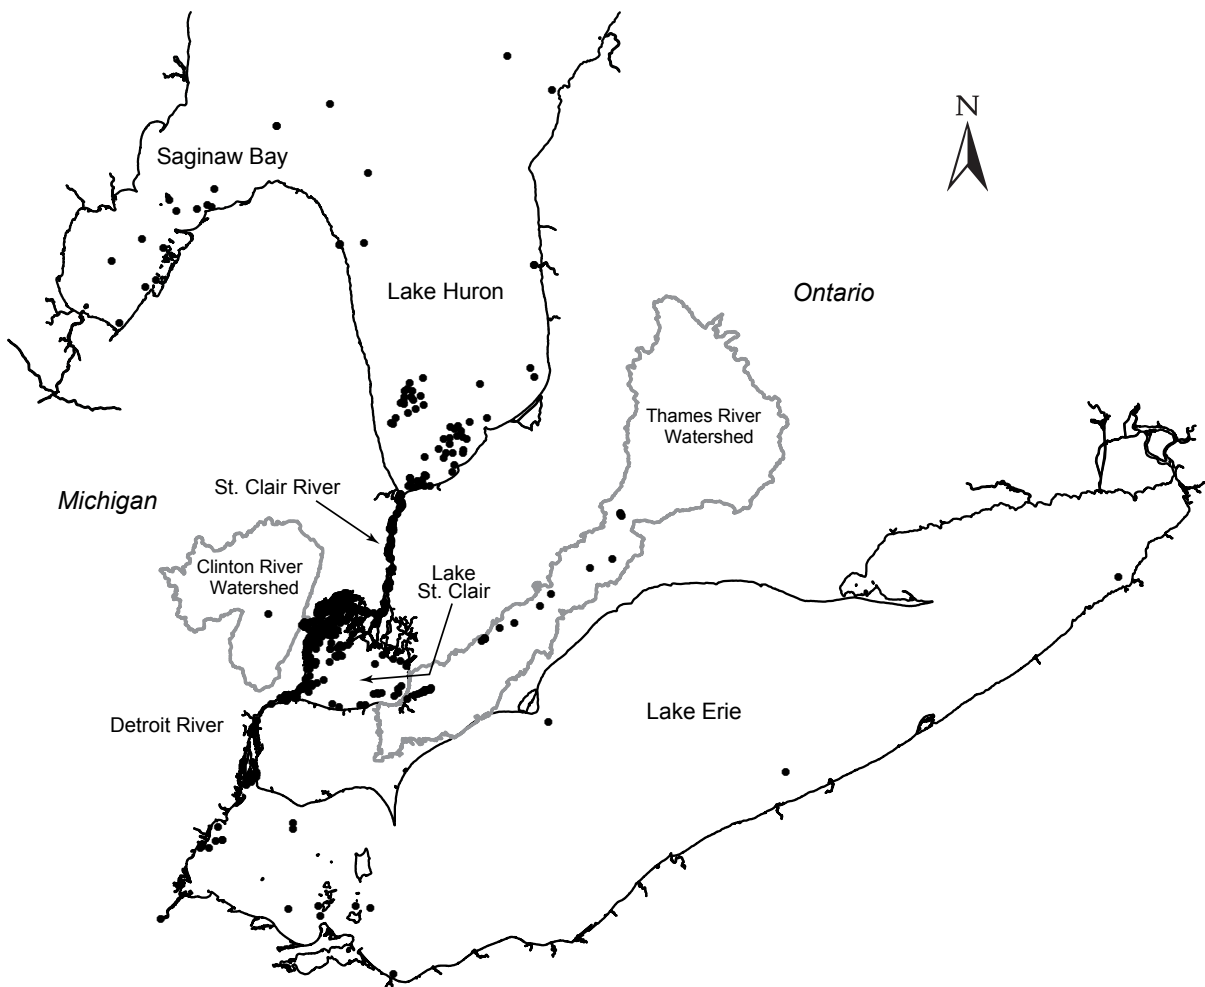 N
Saginaw Bay
Lake Huron
Ontario
Thames River
Watershed
St. Clair River
Michigan
Clinton River
Watershed
Lake
St. Clair
Detroit River
Lake Erie